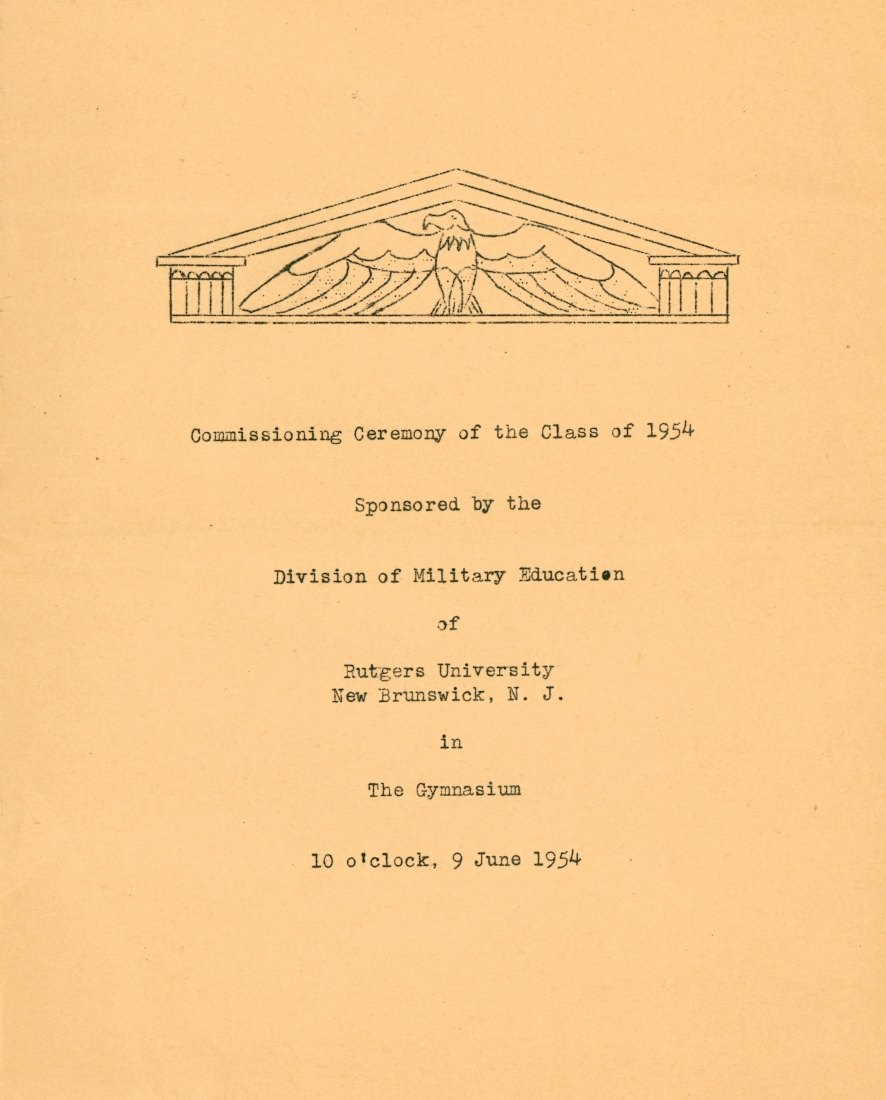 Commissioning Ceremony of the Class of 1954
Sponsored by the
Division of Military Education
of
Rutgers University
New Brunswick, N. J.
in
The Gymnasium
10 o'clock, 9 June 1954